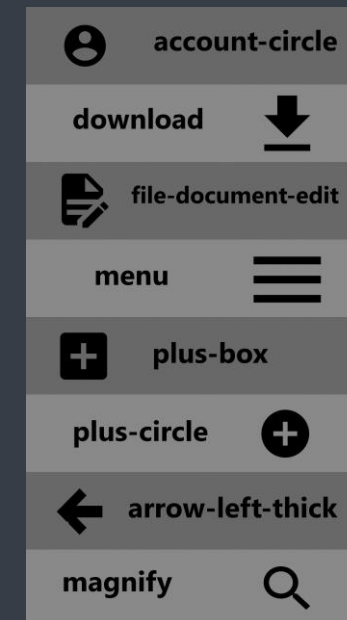 account-circle
download
file-document-edit
menu
plus-box
plus-circle
arrow-left-thick
magnify